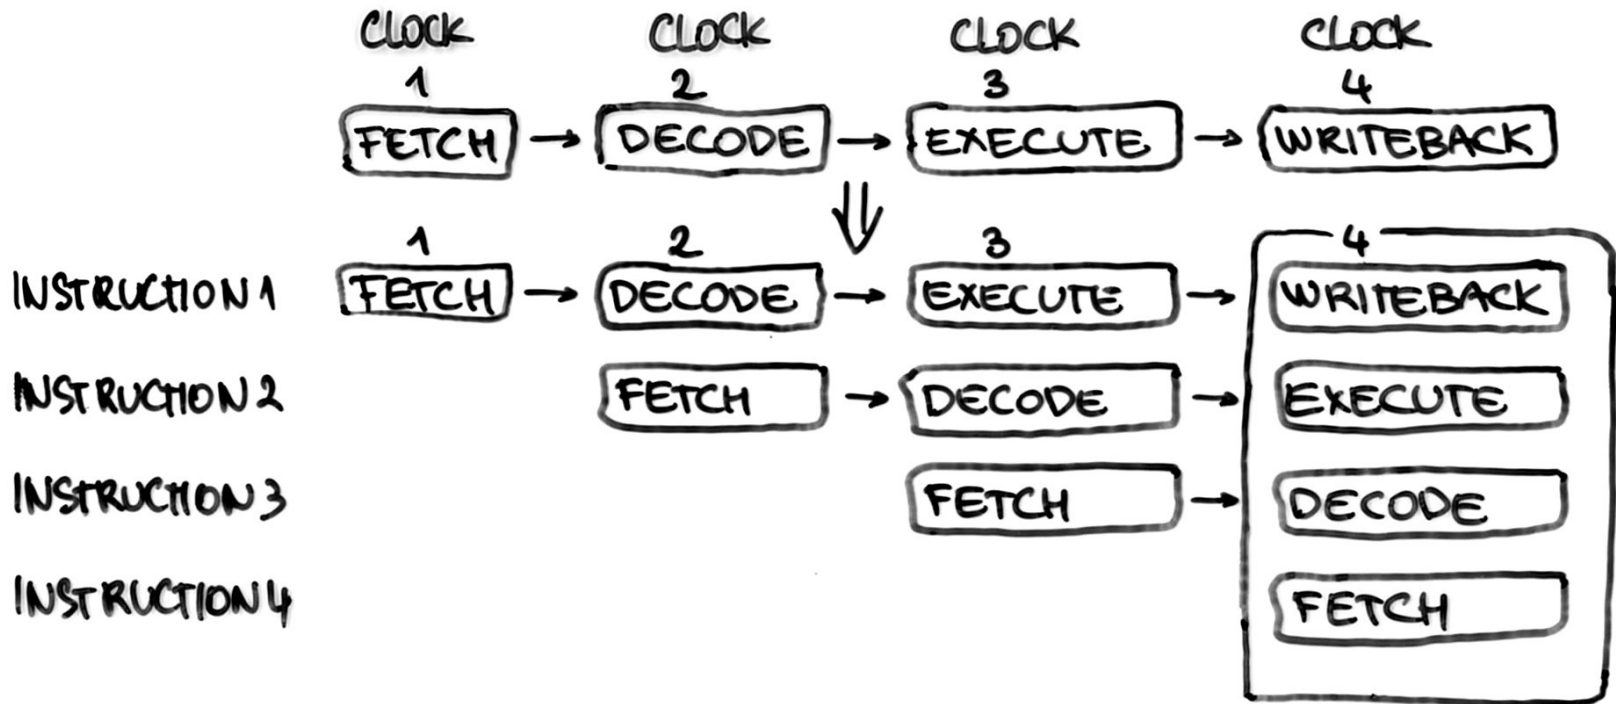 CLOCK CLOCK CLOCK CLOCK
1 2 3 4
FETCH → DECODE → EXECUTE → WRITEBACK
1 2 3 4
INSTRUCTION 1 FETCH → DECODE → EXECUTE → WRITEBACK
INSTRUCTION 2 FETCH → DECODE → EXECUTE
INSTRUCTION 3 FETCH → DECODE
INSTRUCTION 4 FETCH